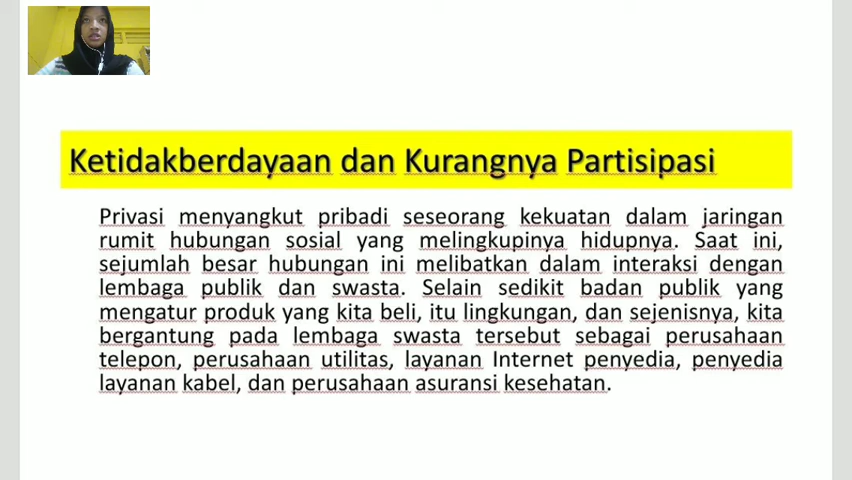 Ketidakberdayaan dan Kurangnya Partisipasi
Privasi menyangkut pribadi seseorang kekuatan dalam jaringan
rumit hubungan sosial yang melingkupinya hidupnya. Saat ini,
sejumlah besar hubungan ini melibatkan dalam interaksi dengan
lembaga publik dan swasta. Selain sedikit badan publik yang
mengatur produk yang kita beli, itu lingkungan, dan sejenisnya, kita
bergantung pada lembaga swasta tersebut sebagai perusahaan
telepon, perusahaan utilitas, layanan Internet penyedia, penyedia
layanan kabel, dan perusahaan asuransi kesehatan.